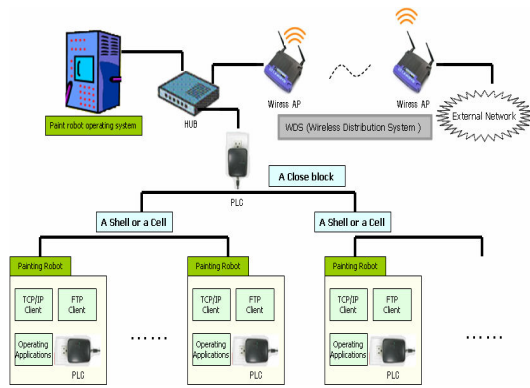 Wiress AP
Wiress AP
External Network
Paint robot operating system
HUB
WDS (Wireless Distribution System )
A Close block
PLC
A Shell or a Cell
A Shell or a Cell
Painting Robot
Painting Robot
Painting Robot
TCP/IP
Client
FTP
Client
TCP/IP
Client
FTP
Client
TCP/IP
Client
FTP
Client
Operating
Applications
PLC
......
Operating
Applications
PLC
......
Operating
Applications
PLC
......